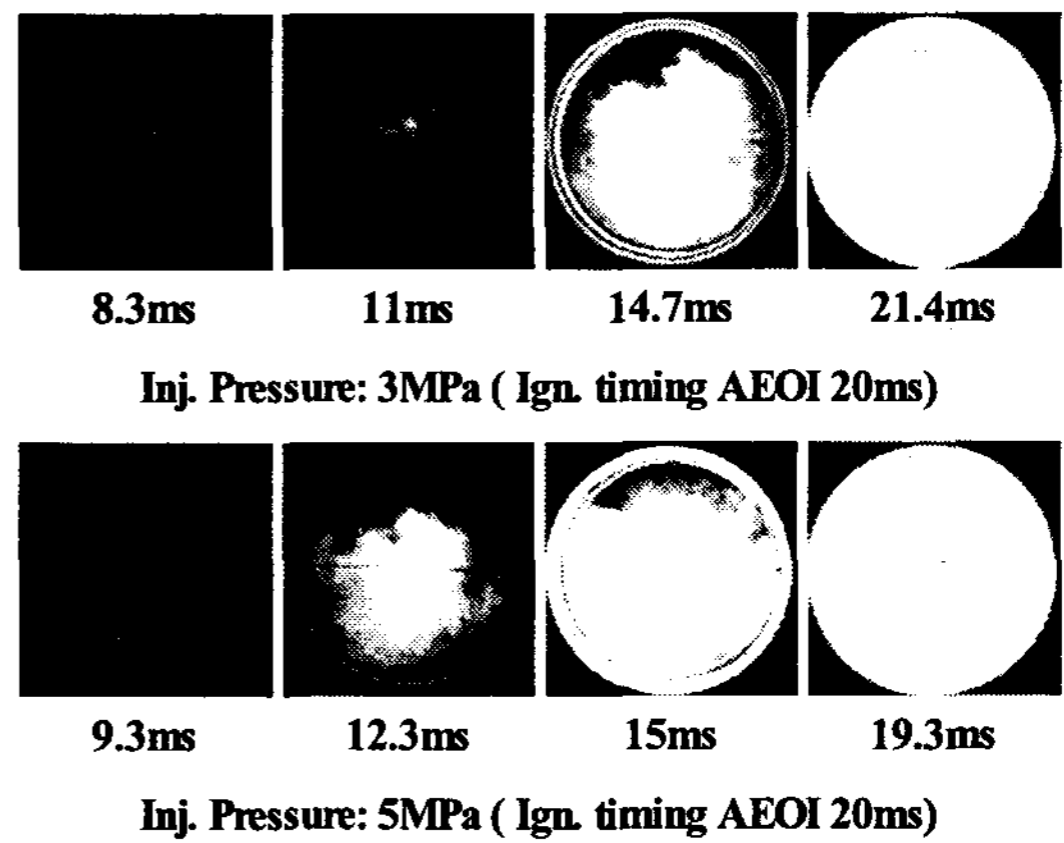 8.3ms 11ms 14.7ms 21.4ms
Inj. Pressure: 3MPa ( Ign. timing AEOI 20ms)
9.3ms 12.3ms 15ms 19.3ms
Inj. Pressure: 5MPa ( Ign. timing AEOI 20ms)